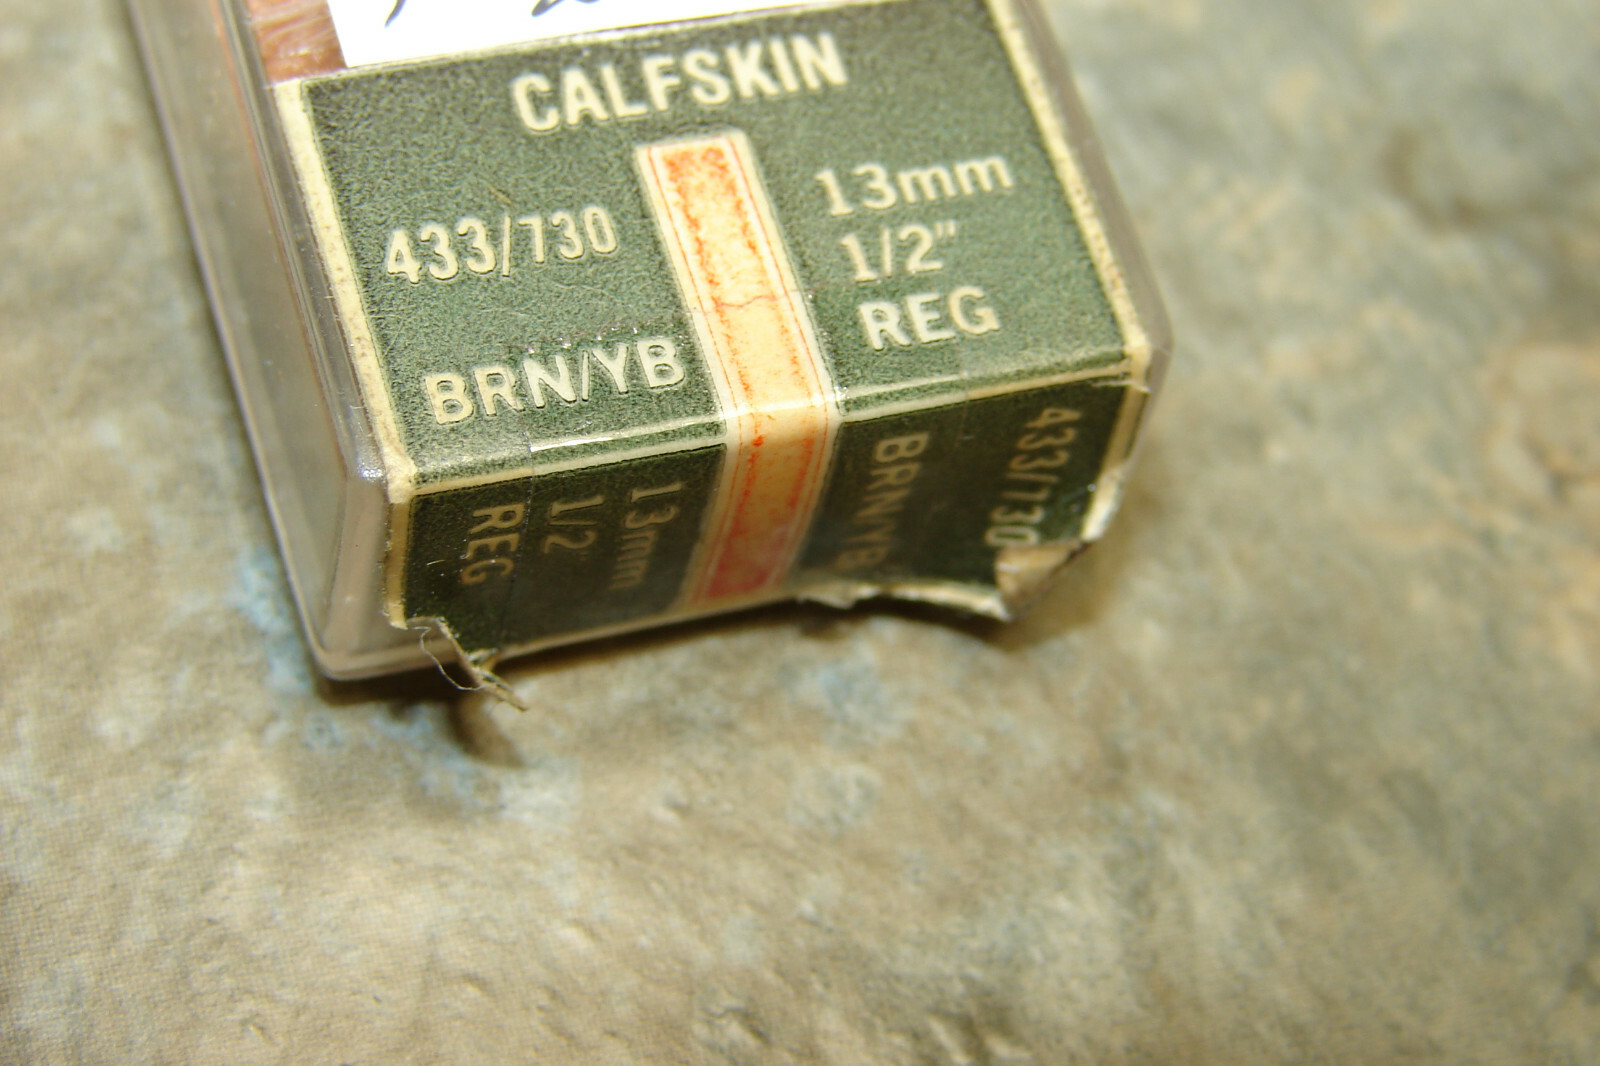 CALFSKIN
433/730
BRN/YB
13mm
1/2"
REG
13mm
1/2"
REG
433/730
BRN/YB